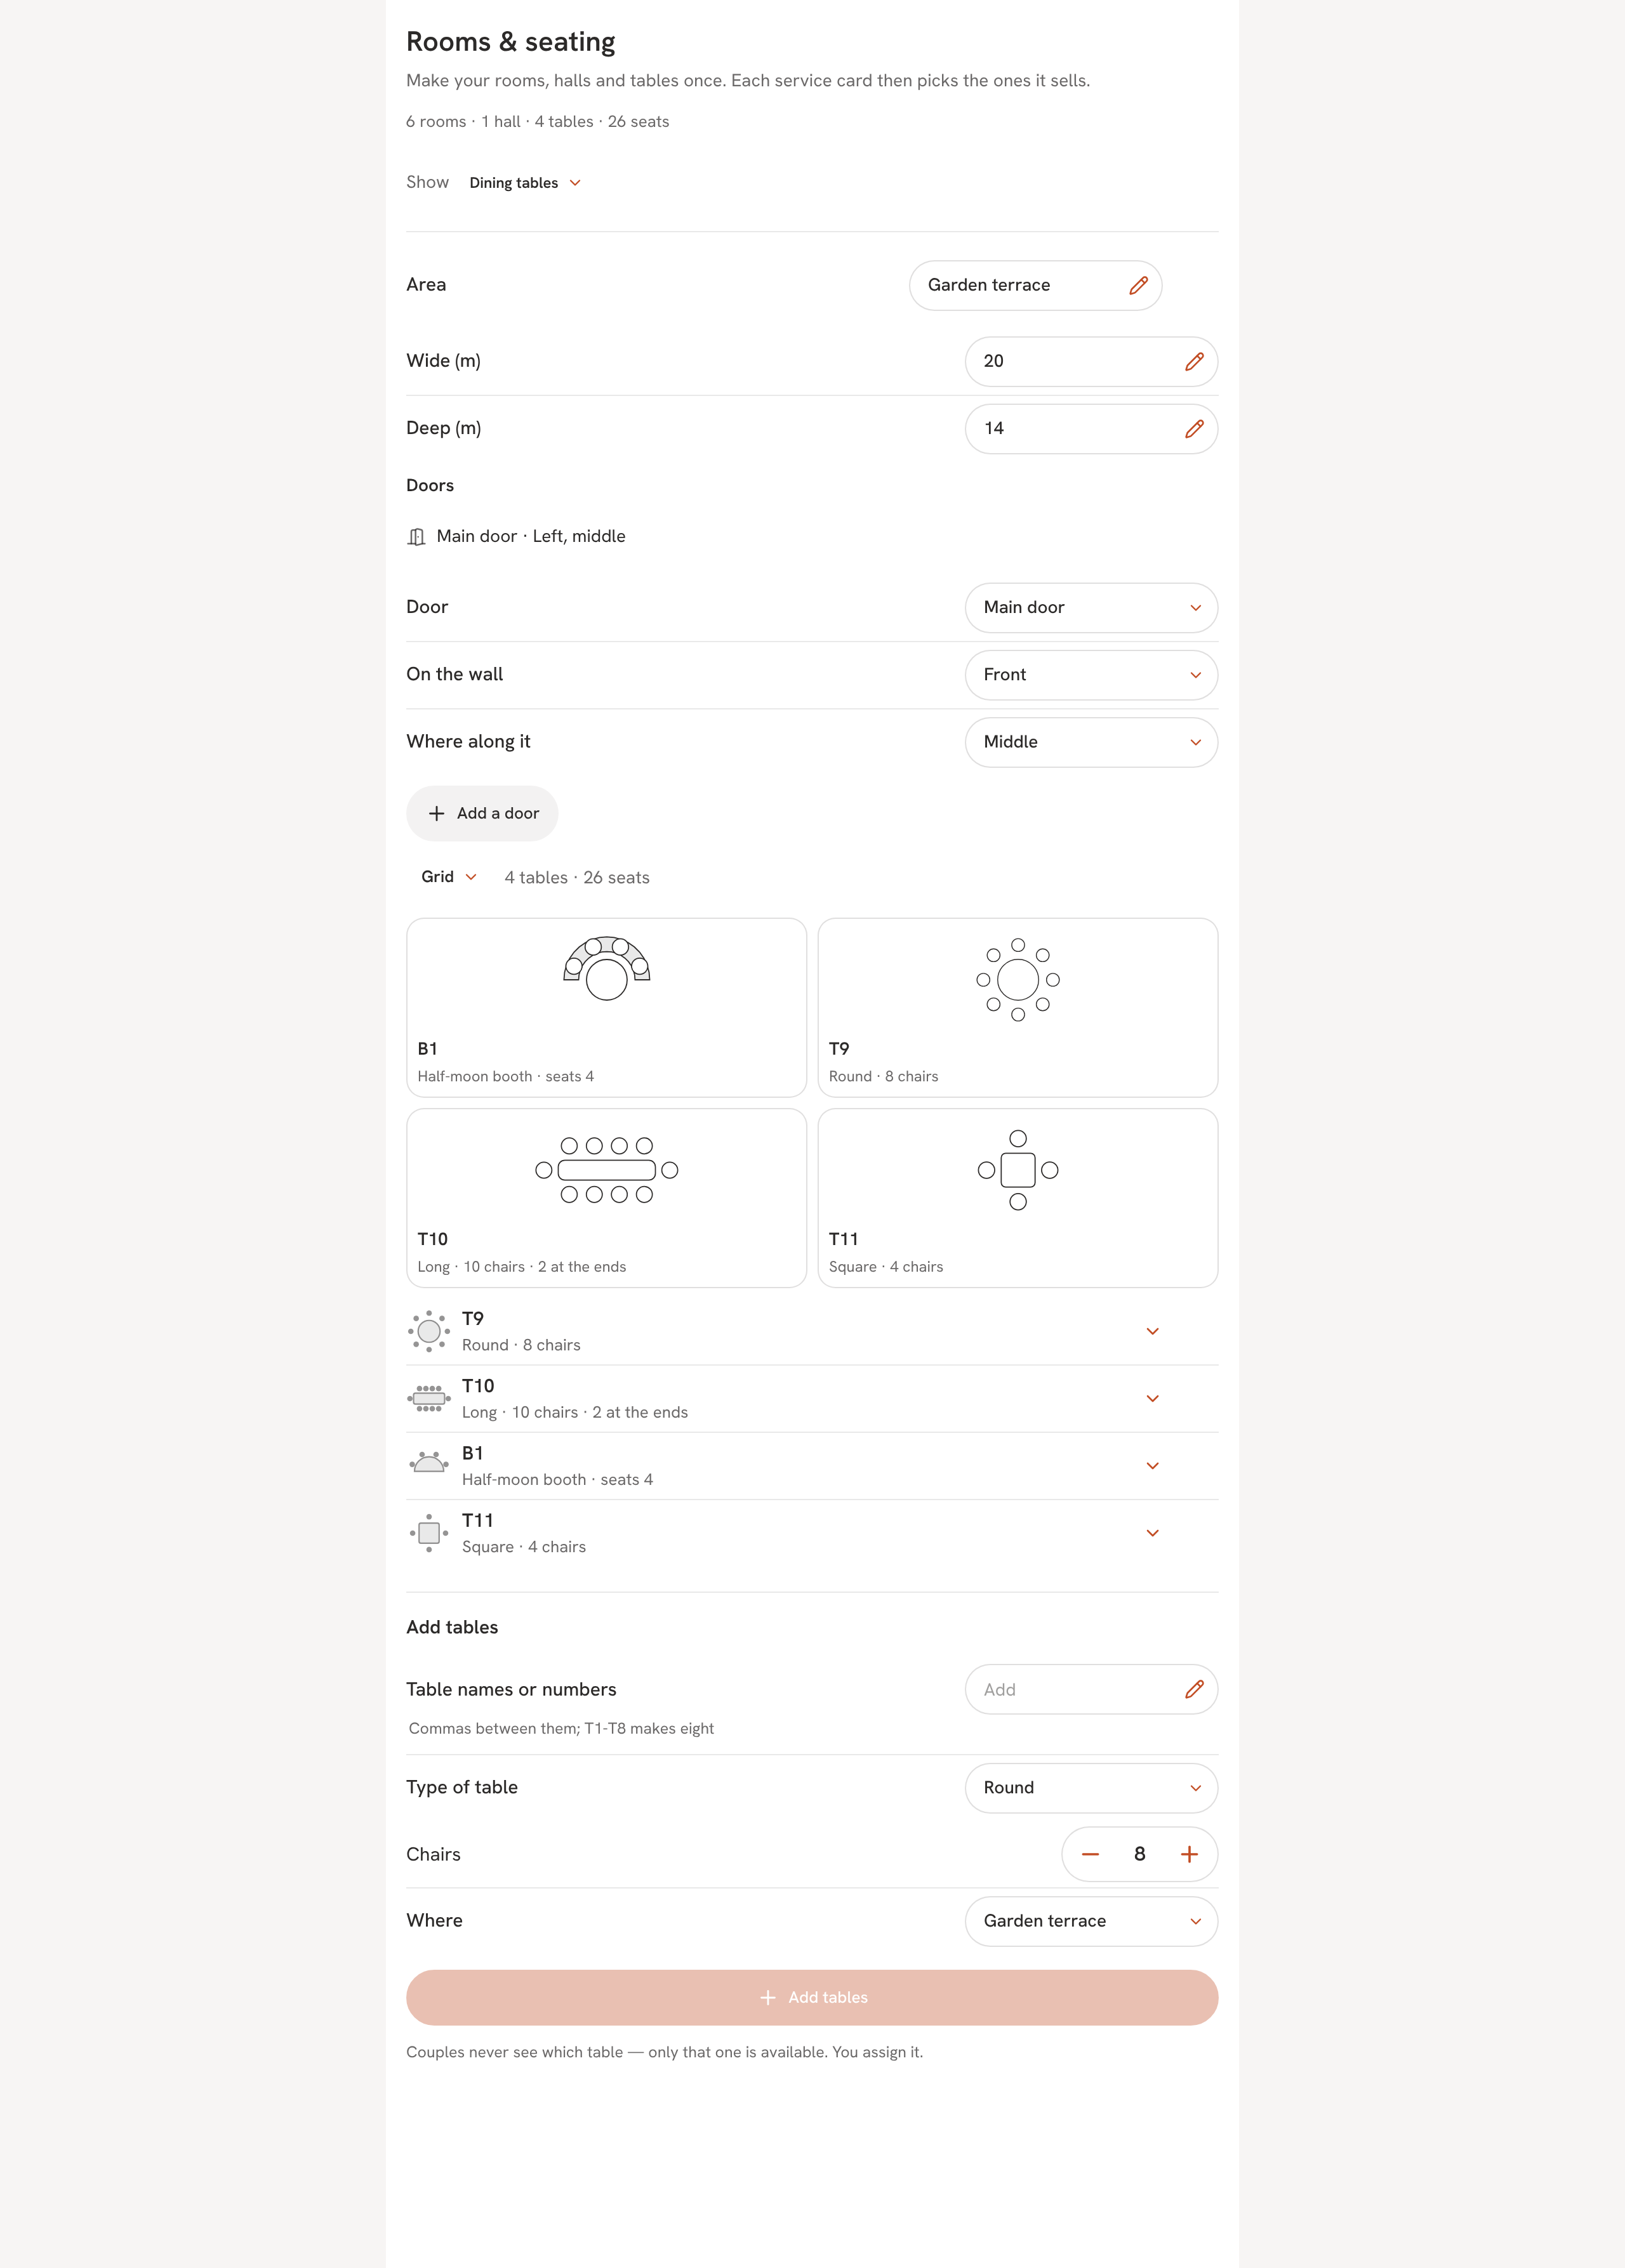 Rooms & seating
Make your rooms, halls and tables once. Each service card then picks the ones it sells.
6 rooms · 1 hall · 4 tables · 26 seats
Show Dining tables
Area Garden terrace
Wide (m) 20
Deep (m) 14
Doors
Main door · Left, middle
Door Main door
On the wall Front
Where along it Middle
Add a door
Grid 4 tables · 26 seats
B1
Half-moon booth · seats 4
T9
Round · 8 chairs
T10
Long · 10 chairs · 2 at the ends
T11
Square · 4 chairs
T9
Round · 8 chairs
T10
Long · 10 chairs · 2 at the ends
B1
Half-moon booth · seats 4
T11
Square · 4 chairs
Add tables
Table names or numbers Add
Commas between them; T1-T8 makes eight
Type of table Round
Chairs 8
Where Garden terrace
Add tables
Couples never see which table — only that one is available. You assign it.